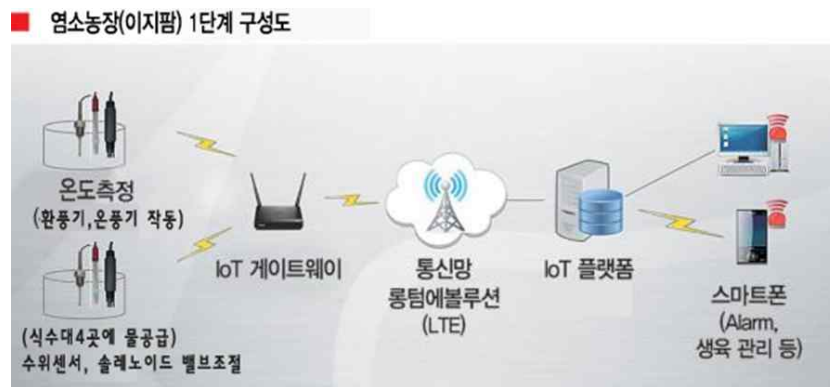 염소농장(이지팜) 1단계 구성도
온도측정
(환풍기,온풍기 작동)
(식수대4곳에 물공급)
수위센서, 솔레노이드 밸브조절
IoT 게이트웨이
통신망
롱텀에볼루션
(LTE)
IoT 플랫폼
스마트폰
(Alarm,
생육 관리 등)